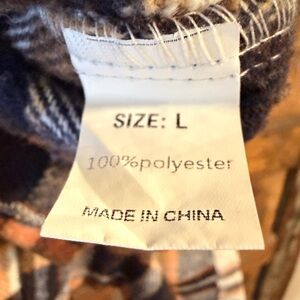 SIZE: L
100%polyester
MADE IN CHINA